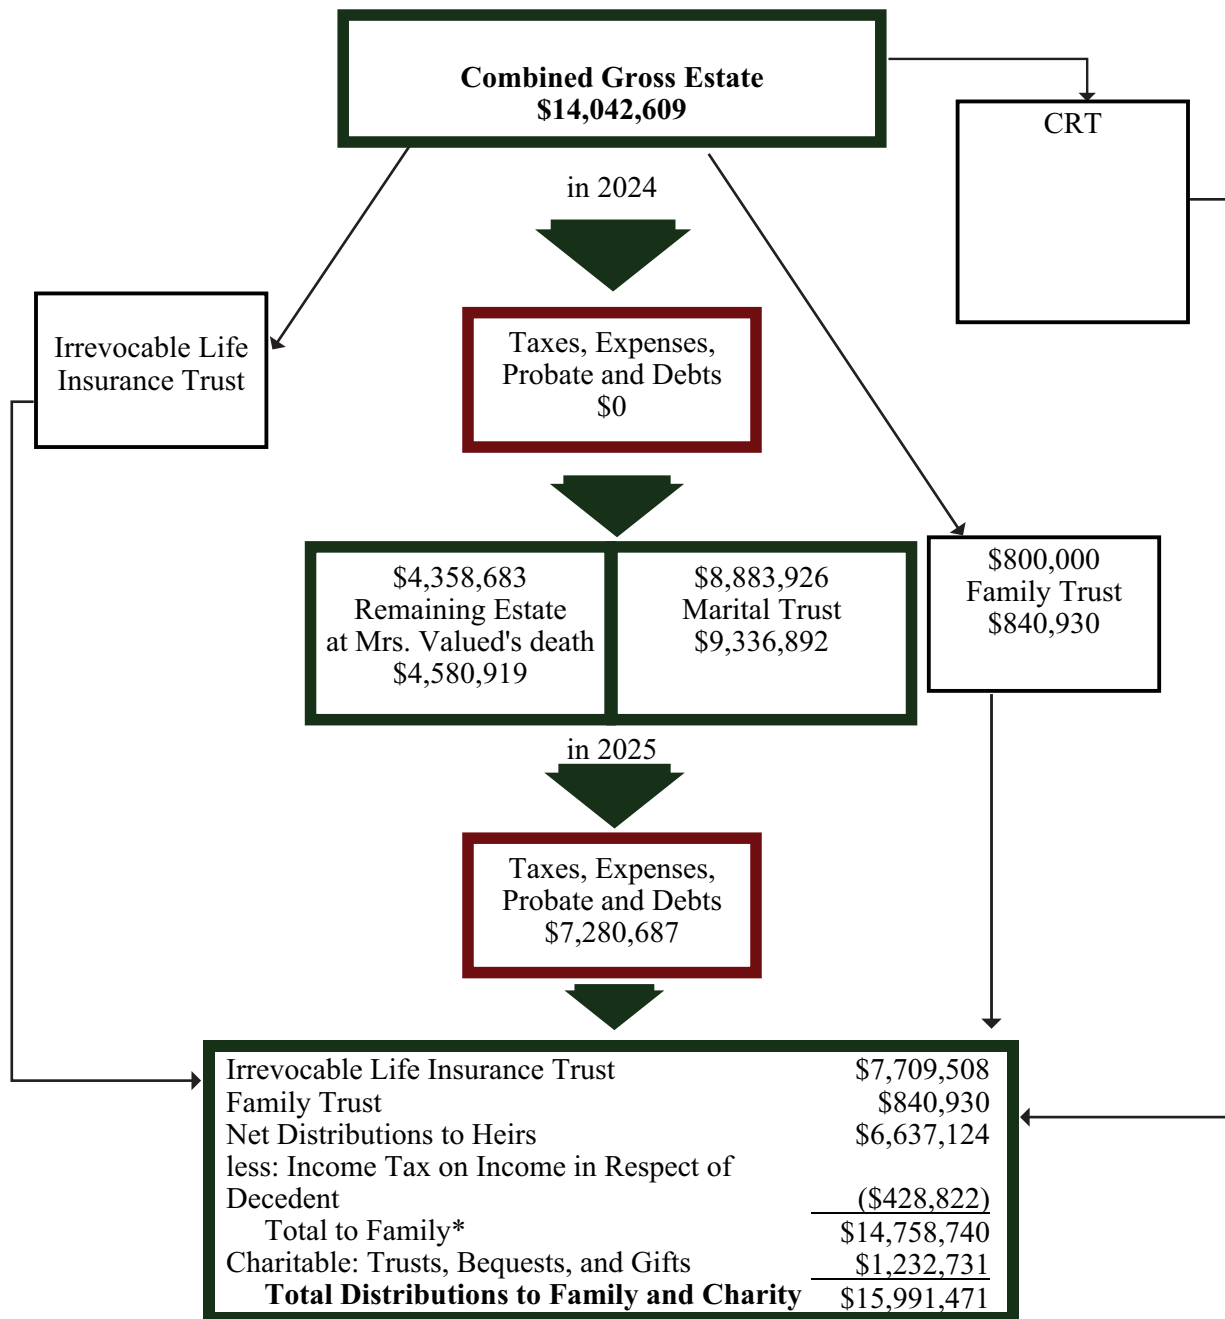 Combined Gross Estate
$14,042,609
CRT
in 2024
Irrevocable Life
Insurance Trust
Taxes, Expenses,
Probate and Debts
$0
$4,358,683
Remaining Estate
at Mrs. Valued's death
$4,580,919
$8,883,926
Marital Trust
$9,336,892
$800,000
Family Trust
$840,930
in 2025
Taxes, Expenses,
Probate and Debts
$7,280,687
Irrevocable Life Insurance Trust $7,709,508
Family Trust $840,930
Net Distributions to Heirs $6,637,124
less: Income Tax on Income in Respect of
Decedent ($428,822)
Total to Family* $14,758,740
Charitable: Trusts, Bequests, and Gifts $1,232,731
Total Distributions to Family and Charity $15,991,471